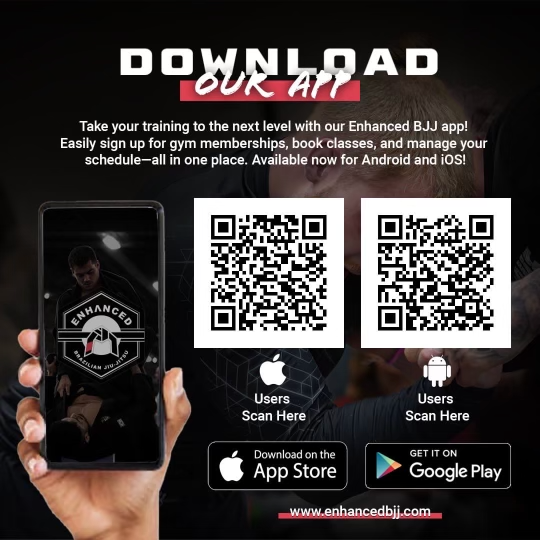 DOWNLOAD
OUR APP
Take your training to the next level with our Enhanced BJJ app!
Easily sign up for gym memberships, book classes, and manage your
schedule—all in one place. Available now for Android and iOS!
ENHANCED
BRAZILIAN JIU-JITSU
Users
Scan Here
Users
Scan Here
Download on the
App Store
GET IT ON
Google Play
www.enhancedbjj.com